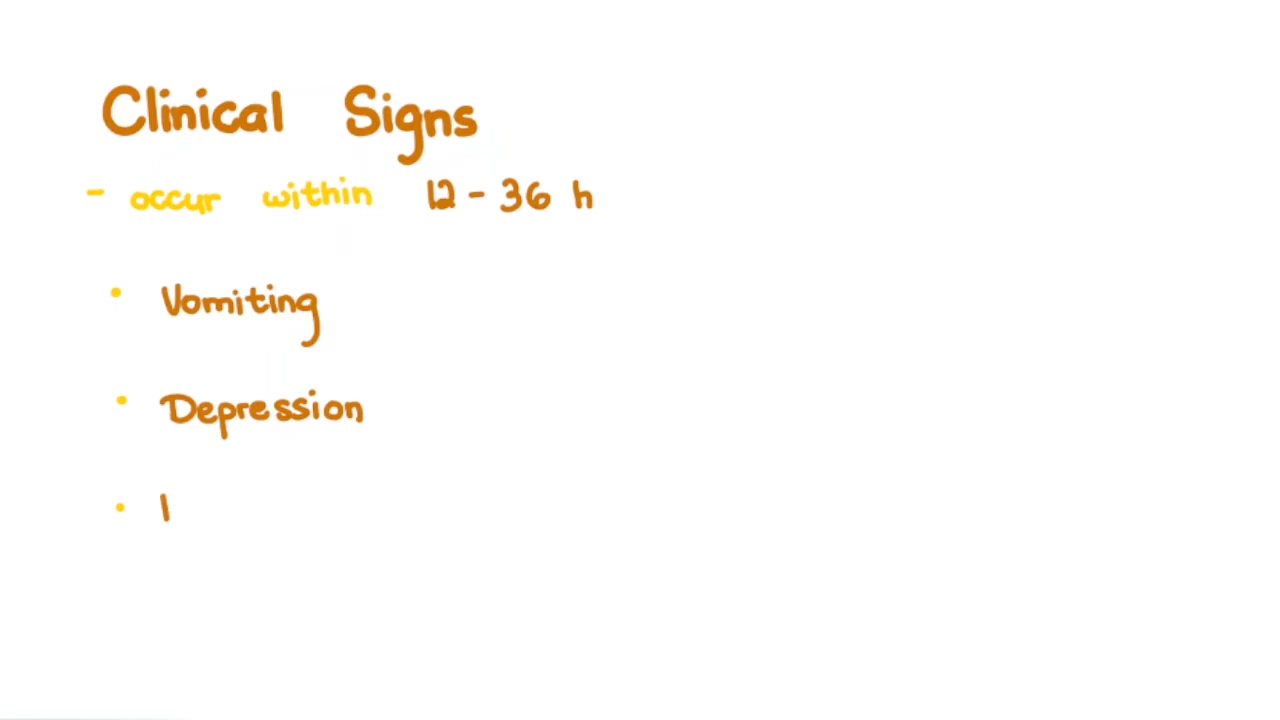 Clinical Signs
- occur within 12 - 36 h
• Vomiting
• Depression
•